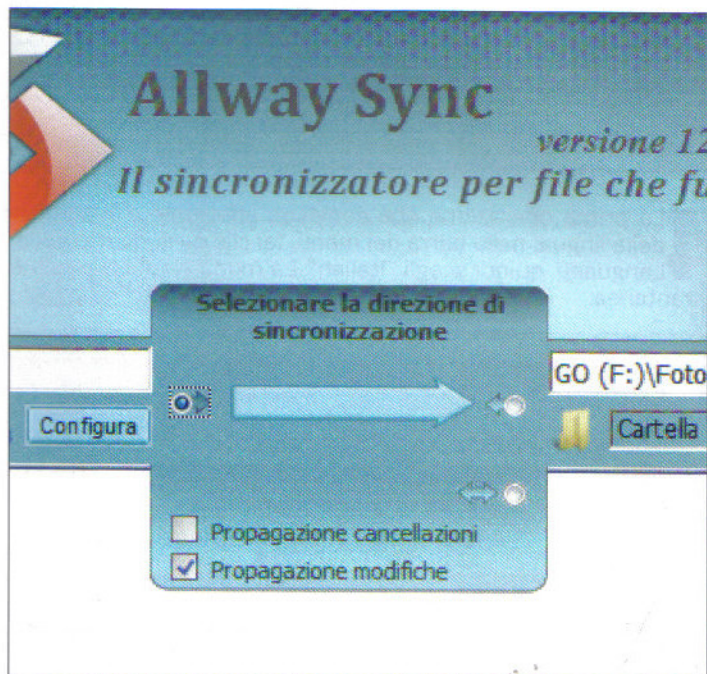 Allway Sync
versione 12
Il sincronizzatore per file che fu
Selezionare la direzione di
sincronizzazione
GO (F:)\Foto
Configura
Cartella
Propagazione cancellazioni
Propagazione modifiche